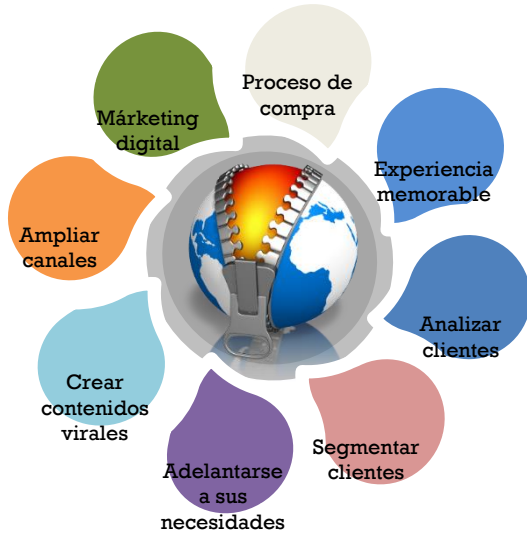 Proceso de
compra
Experiencia
memorable
Analizar
clientes
Segmentar
clientes
Adelantarse
a sus
necesidades
Crear
contenidos
virales
Ampliar
canales
Márketing
digital